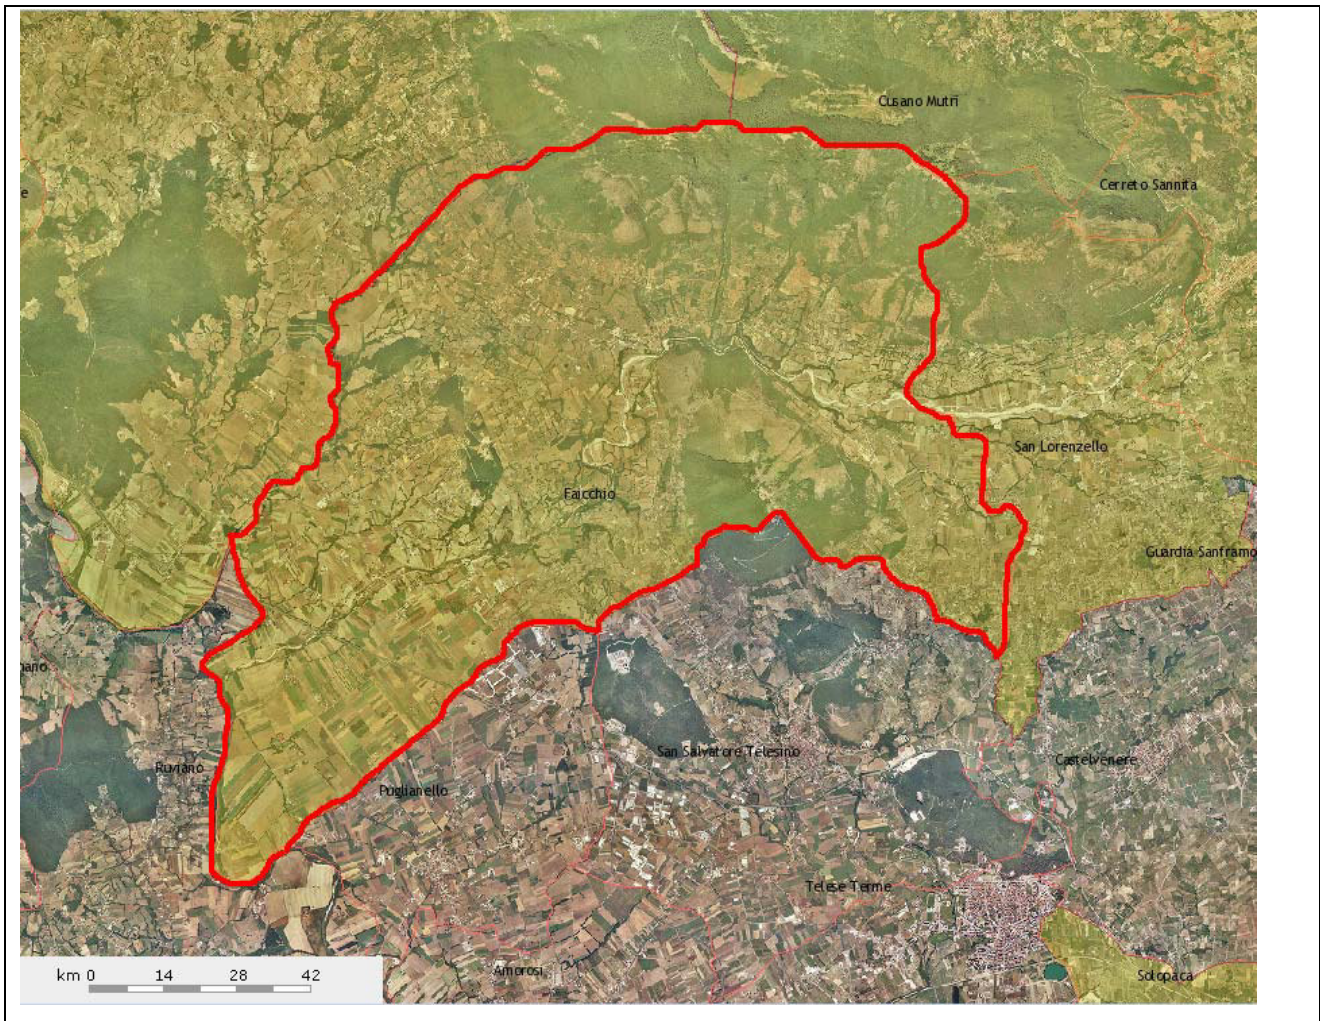 Cusano Mutri
Cerreto Sannita
e
San Lorenzello
Faicchio
Guardia Sanframo
nano
Ruviano
San Salvatore Telesino
Castelvenere
Puglianello
Telese Terme
Amorosi
Solopaca
km 0 14 28 42